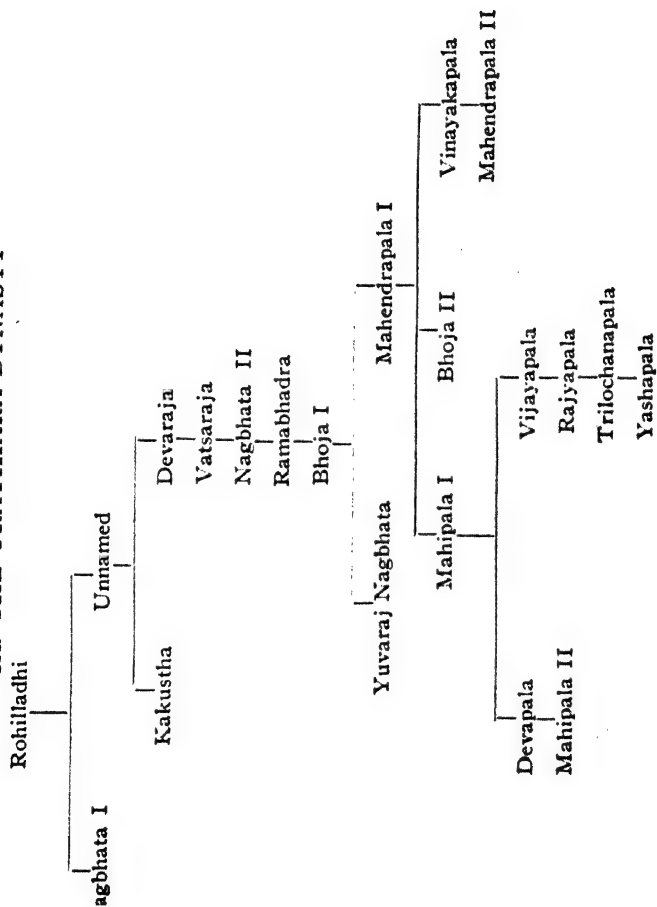 Rohilladhi
agbhata I Unnamed
Kakustha Devaraja
Vatsaraja
Nagbhata II
Ramabhadra
Bhoja I
Yuvaraj Nagbhata Mahendrapala I
Mahipala I Bhoja II Vinayakapala
Mahendrapala II
Devapala Vijayapala
Mahipala II Rajyapala
Trilochanapala
Yashapala